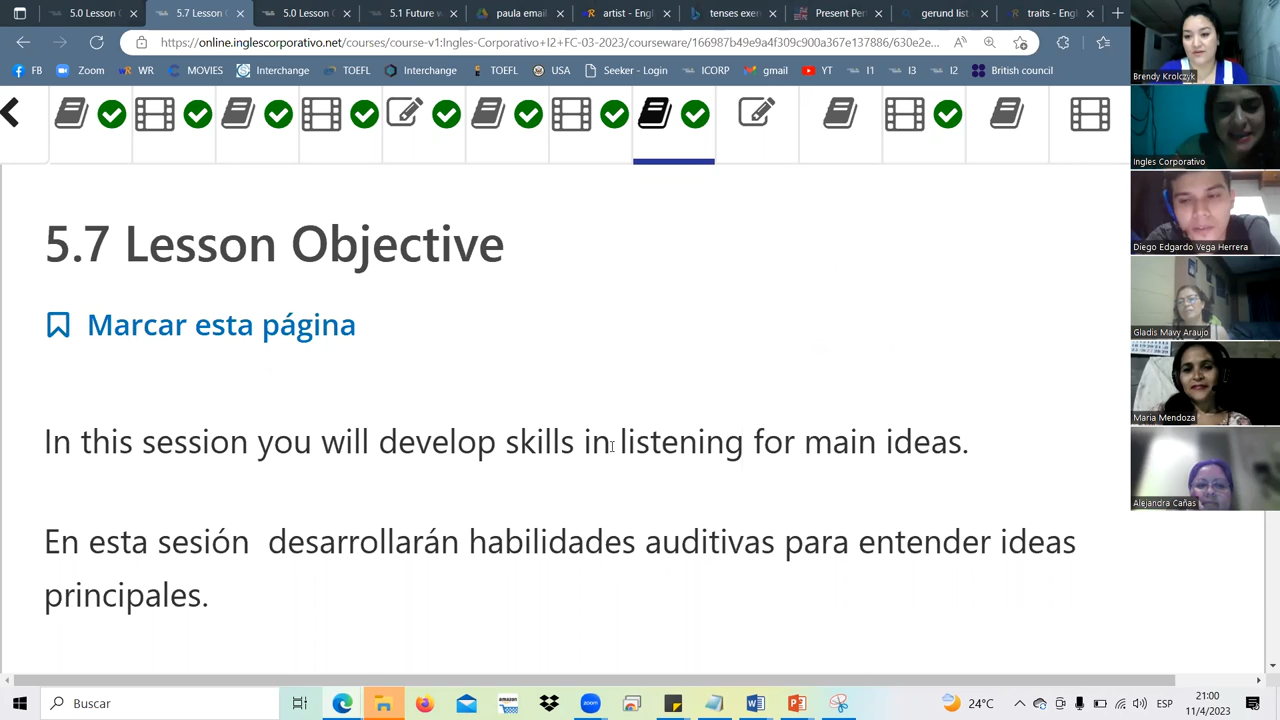 5.0 L
5.7 L
5.0 Lesson
5.1 Future w
paula email
artist - Engl
tenses exer
Present Per
gerund list
traits - Engl
https://online.inglescorporativo.net/courses/course-v1:Ingles-Corporativo+I2+FC-03-2023/courseware/166987b49e9a4f309c900a367e137886/630e2e...
FB
Zoom
WR
MOVIES
Interchange
TOEFL
Interchange
TOEFL
USA
Seeker - Login
ICORP
gmail
YT
I1
I3
I2
British council
5.7 Lesson Objective
Marcar esta página
In this session you will develop skills in listening for main ideas.
En esta sesión desarrollarán habilidades auditivas para entender ideas
principales.
Brendy Krolczyk
Ingles Corporativo
Diego Edgardo Vega Herrera
Gladis Mavy Araujo
Maria Mendoza
Alejandra Cañas
Buscar
amazon
zoom
24°C
ESP
21:00
11/4/2023